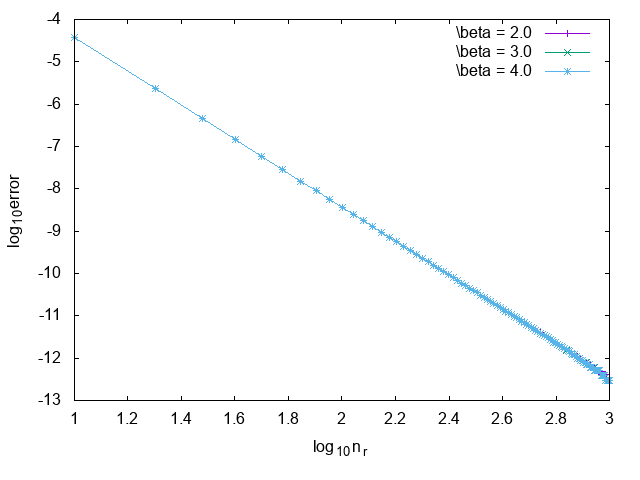 -4
\beta = 2.0
\beta = 3.0
\beta = 4.0
-5
-6
-7
-8
-9
-10
-11
-12
-13
log10error
1 1.2 1.4 1.6 1.8 2 2.2 2.4 2.6 2.8 3
log10nr